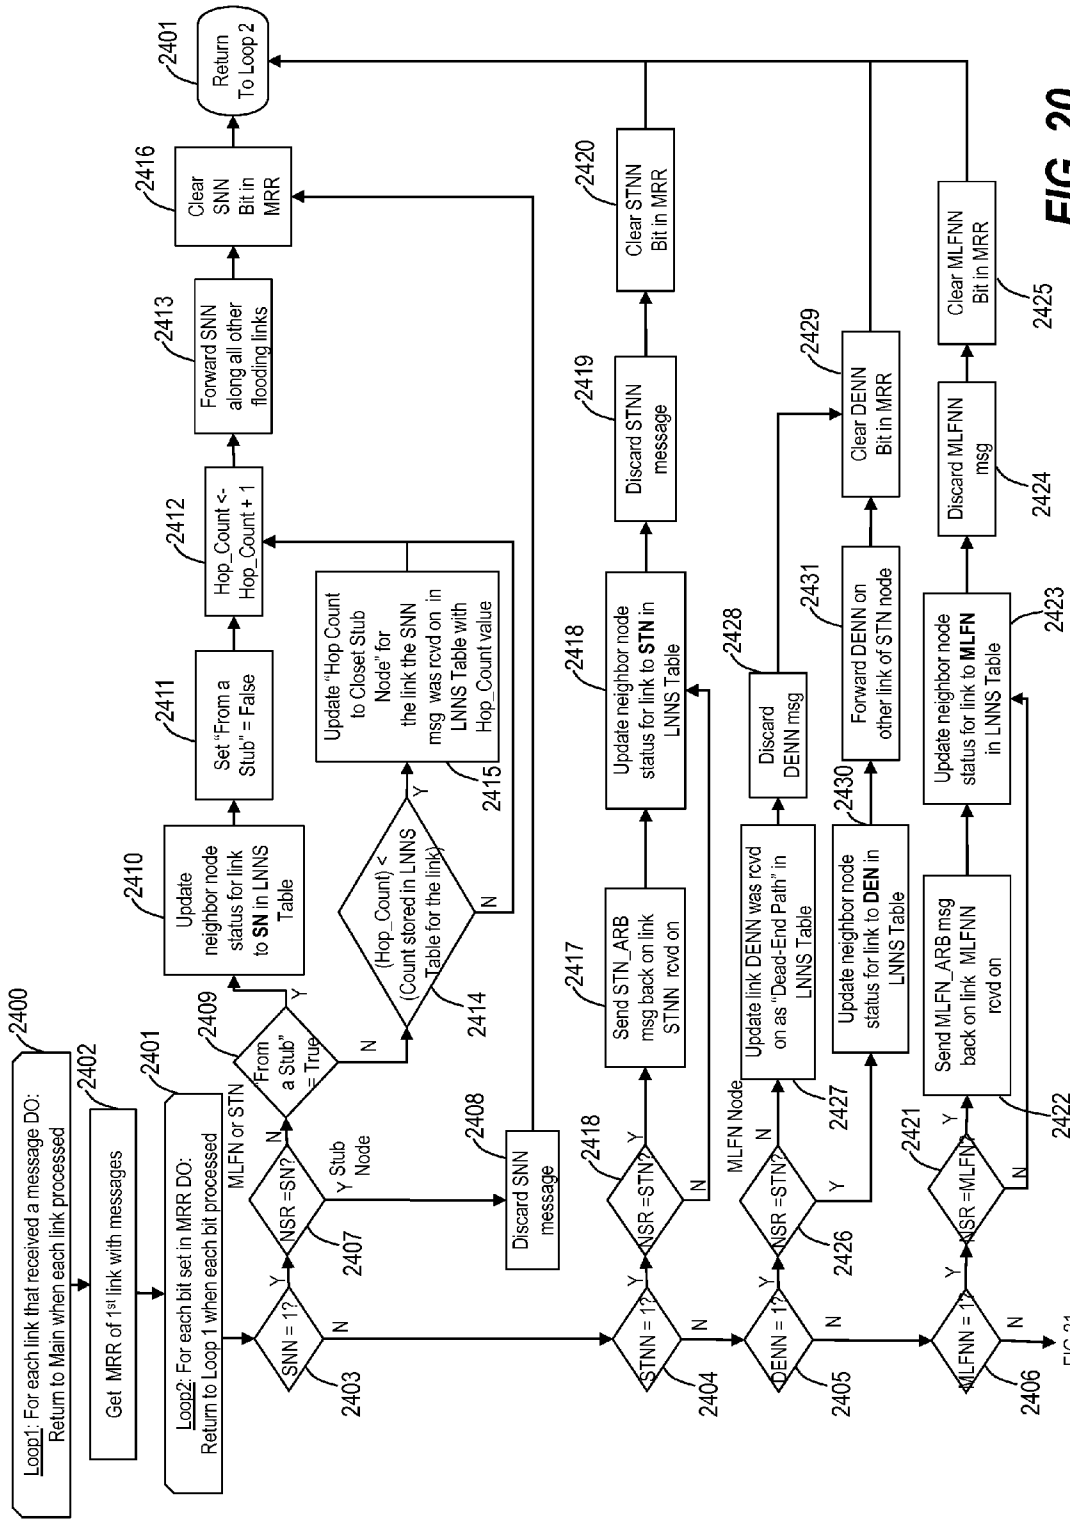 2400
Loop1: For each link that received a message DO:
Return to Main when each link processed
2402
Get MRR of 1st link with messages
2401
Loop2: For each bit set in MRR DO:
Return to Loop 1 when each bit processed
SNN = 1?
2403
Y
N
NSR =SN?
2407
N
MLFN or STN
Y Stub
Node
2408
Discard SNN
message
2409
"From
a Stub"
= True
Y
N
2410
Update
neighbor node
status for link
to SN in LNNS
Table
2411
Set "From a
Stub" = False
2412
Hop_Count <-
Hop_Count + 1
2413
Forward SNN
along all other
flooding links
2416
Clear
SNN
Bit in
MRR
2401
Return
To Loop 2
(Hop_Count) <
(Count stored in LNNS
Table for the link)
2414
Y
N
Update "Hop Count
to Closet Stub
Node" for
the link the SNN
msg was rcvd on in
LNNS Table with
Hop_Count value
2415
STNN = 1?
2404
Y
N
2418
NSR =STN?
Y
N
2417
Send STN_ARB
msg back on link
STNN rcvd on
2418
Update neighbor node
status for link to STN in
LNNS Table
2419
Discard STNN
message
2420
Clear STNN
Bit in MRR
DENN = 1?
2405
Y
N
NSR =STN?
2426
N
MLFN Node
Y
Update link DENN was rcvd
on as "Dead-End Path" in
LNNS Table
2427
2428
Discard
DENN msg
2430
Update neighbor node
status for link to DEN in
LNNS Table
2431
Forward DENN on
other link of STN node
2429
Clear DENN
Bit in MRR
MLFNN = 1?
2406
Y
N
2421
NSR =MLFN?
Y
N
Send MLFN_ARB msg
back on link MLFNN
rcvd on
2422
Update neighbor node
status for link to MLFN
in LNNS Table
2423
Discard MLFNN
msg
2424
Clear MLFNN
Bit in MRR
2425
FIG. 21
FIG. 20